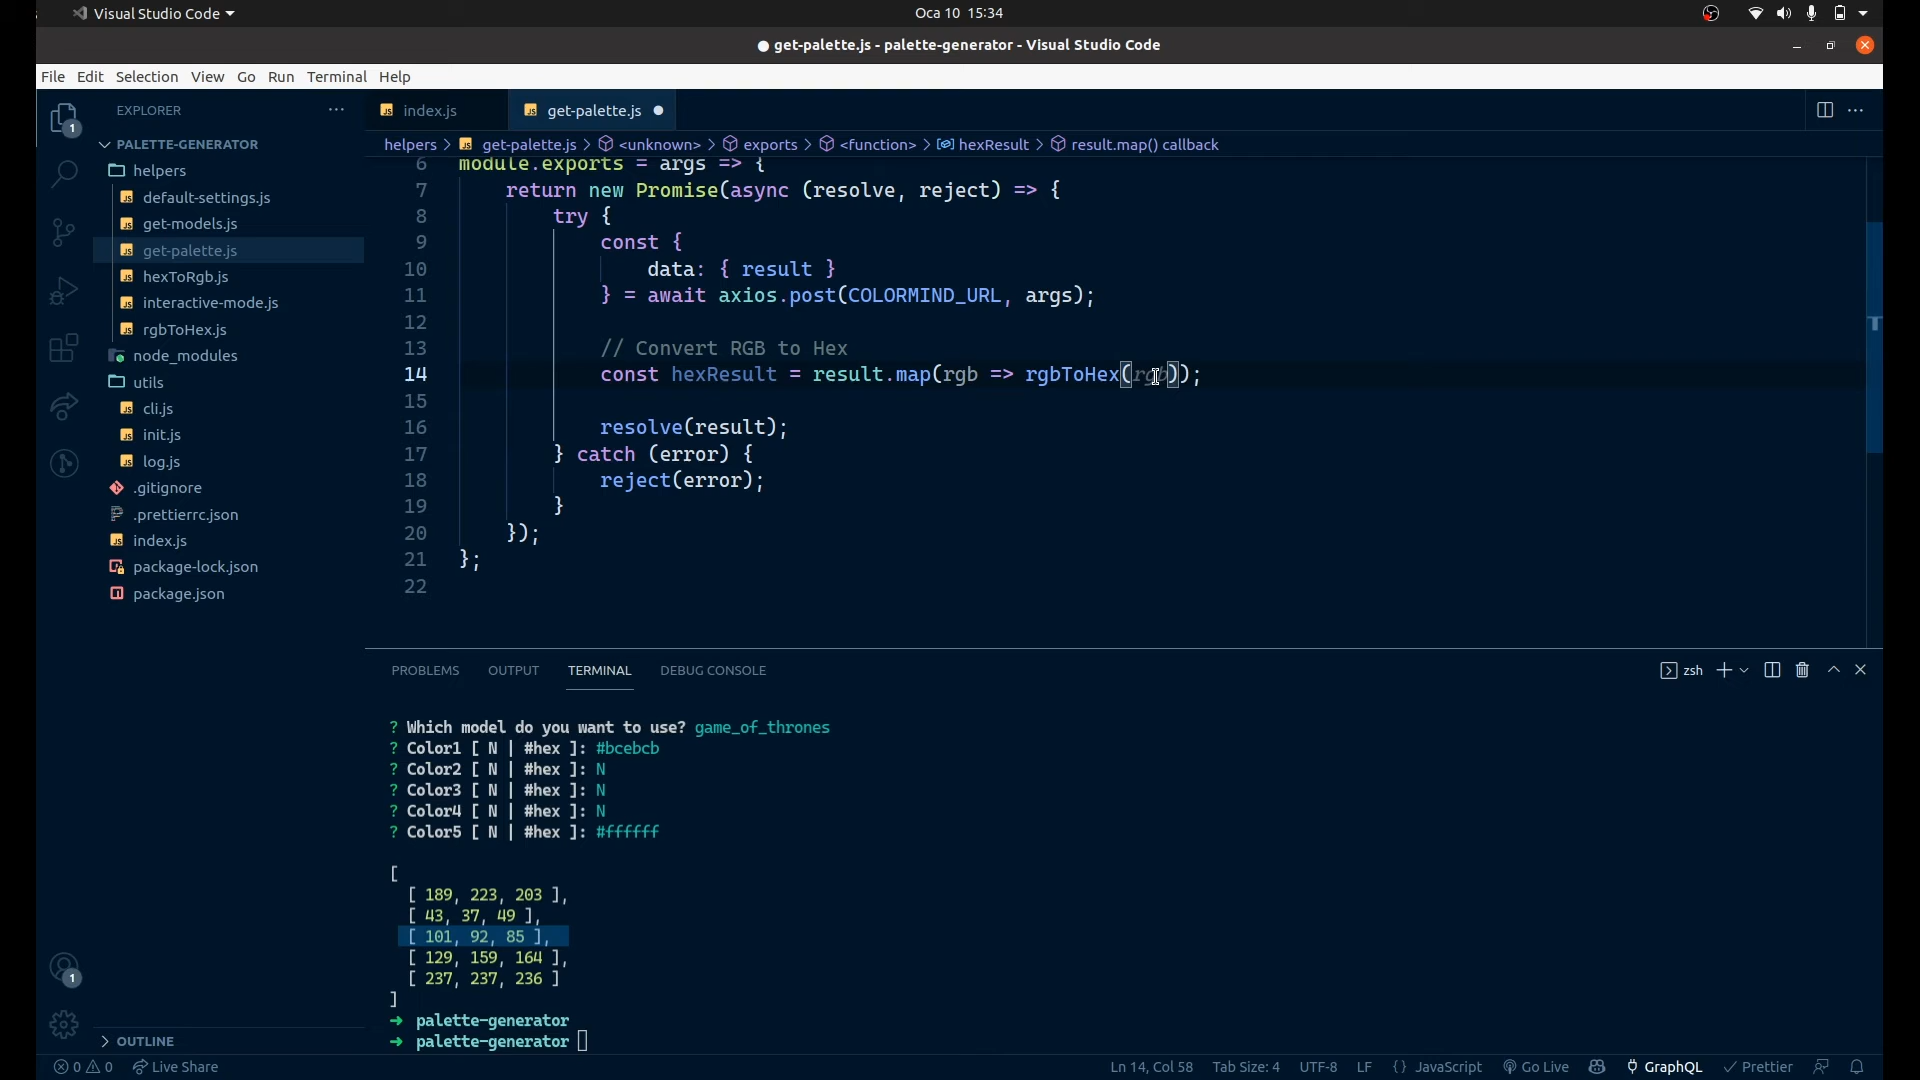 Visual Studio Code
Oca 10 15:34
get-palette.js - palette-generator - Visual Studio Code
File Edit Selection View Go Run Terminal Help
EXPLORER
PALETTE-GENERATOR
helpers
default-settings.js
get-models.js
get-palette.js
hexToRgb.js
interactive-mode.js
rgbToHex.js
node_modules
utils
cli.js
init.js
log.js
.gitignore
.prettierrc.json
index.js
package-lock.json
package.json
OUTLINE
1
1
index.js
get-palette.js
helpers > get-palette.js > <unknown> > exports > <function> > hexResult > result.map() callback
6 module.exports = args => {
7 return new Promise(async (resolve, reject) => {
8 try {
9 const {
10 data: { result }
11 } = await axios.post(COLORMIND_URL, args);
12
13 // Convert RGB to Hex
14 const hexResult = result.map(rgb => rgbToHex(rgb));
15
16 resolve(result);
17 } catch (error) {
18 reject(error);
19 }
20 });
21 };
22
PROBLEMS OUTPUT TERMINAL DEBUG CONSOLE
zsh
? Which model do you want to use? game_of_thrones
? Color1 [ N | #hex ]: #bcebcb
? Color2 [ N | #hex ]: N
? Color3 [ N | #hex ]: N
? Color4 [ N | #hex ]: N
? Color5 [ N | #hex ]: #ffffff
[
[ 189, 223, 203 ],
[ 43, 37, 49 ],
[ 101, 92, 85 ],
[ 129, 159, 164 ],
[ 237, 237, 236 ]
]
➜ palette-generator
➜ palette-generator
0 0 Live Share
Ln 14, Col 58 Tab Size: 4 UTF-8 LF {} JavaScript Go Live GraphQL Prettier